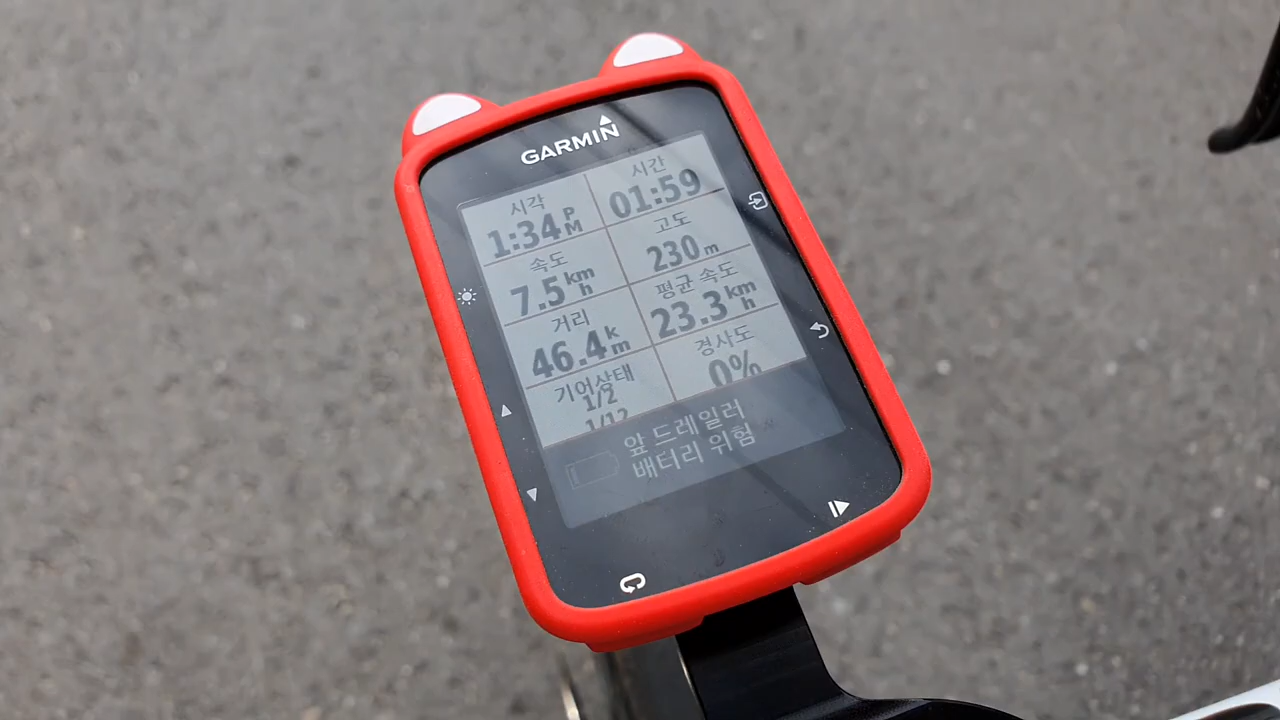 GARMIN
시각
1:34 PM
시간
01:59
속도
7.5 km h
고도
230 m
거리
46.4 km
평균 속도
23.3 km h
기어상태
1/2
1/12
경사도
0%
앞 드레일러
배터리 위험